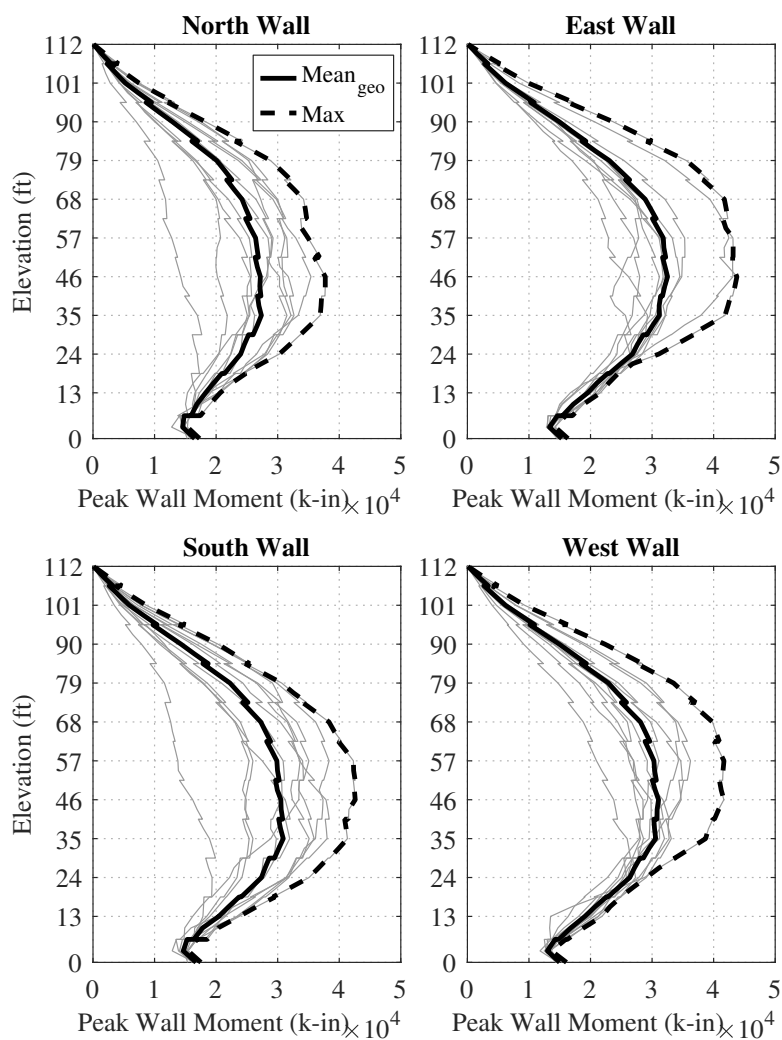 North Wall
112
101
90
79
68
57
46
35
24
13
0
Elevation (ft)
Mean_geo
Max
0 1 2 3 4 5
Peak Wall Moment (k-in) ×10^4
East Wall
112
101
90
79
68
57
46
35
24
13
0
0 1 2 3 4 5
Peak Wall Moment (k-in) ×10^4
South Wall
112
101
90
79
68
57
46
35
24
13
0
Elevation (ft)
0 1 2 3 4 5
Peak Wall Moment (k-in) ×10^4
West Wall
112
101
90
79
68
57
46
35
24
13
0
0 1 2 3 4 5
Peak Wall Moment (k-in) ×10^4